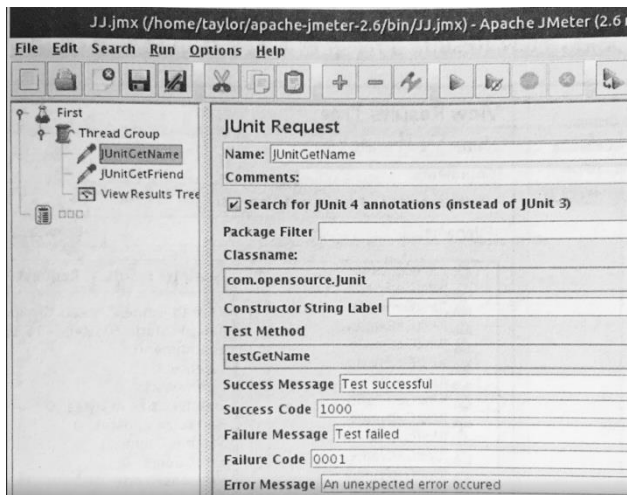 JJ.jmx (/home/taylor/apache-jmeter-2.6/bin/JJ.jmx) - Apache JMeter (2.6
File Edit Search Run Options Help
First
Thread Group
JUnitGetName
JUnitGetFriend
View Results Tree
JUnit Request
Name: JUnitGetName
Comments:
Search for JUnit 4 annotations (instead of JUnit 3)
Package Filter
Classname:
com.opensource.Junit
Constructor String Label
Test Method
testGetName
Success Message Test successful
Success Code 1000
Failure Message Test failed
Failure Code 0001
Error Message An unexpected error occured